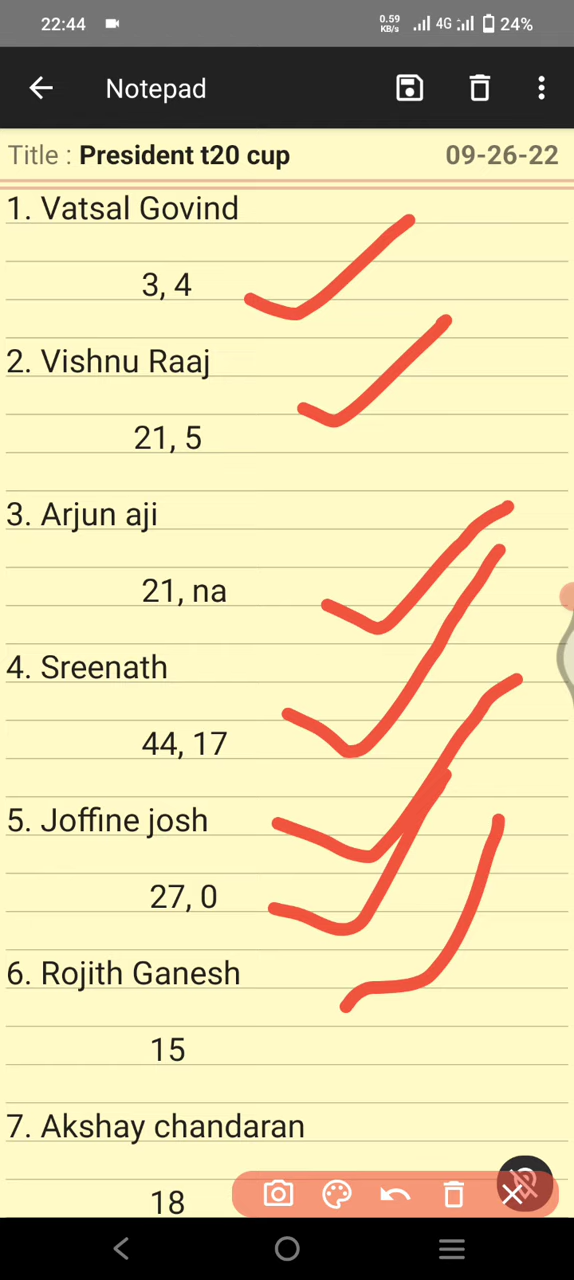 22:44 0.59 KB/s 4G 24%
Notepad
Title : President t20 cup 09-26-22
1. Vatsal Govind
3, 4
2. Vishnu Raaj
21, 5
3. Arjun aji
21, na
4. Sreenath
44, 17
5. Joffine josh
27, 0
6. Rojith Ganesh
15
7. Akshay chandaran
18